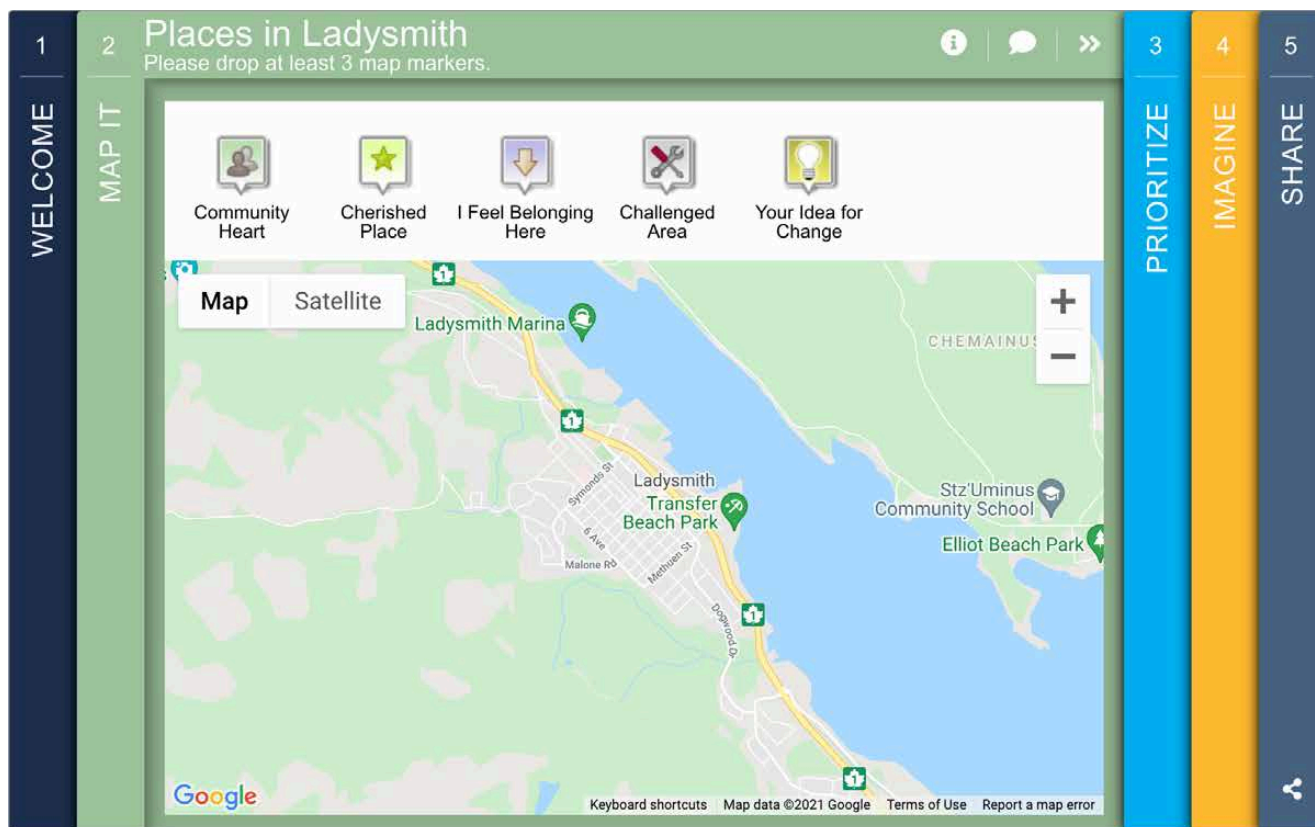 1
WELCOME
2
MAP IT
Places in Ladysmith
Please drop at least 3 map markers.
Community
Heart
Cherished
Place
I Feel Belonging
Here
Challenged
Area
Your Idea for
Change
Map
Satellite
1
Ladysmith Marina
CHEMAINUS
1
Symonds St
Ladysmith
Transfer
Beach Park
6 Ave
Malone Rd
Methuen St
Stz'Uminus
Community School
Elliot Beach Park
1
Dogwood Dr
1
Google
Keyboard shortcuts
Map data ©2021 Google
Terms of Use
Report a map error
3
PRIORITIZE
4
IMAGINE
5
SHARE